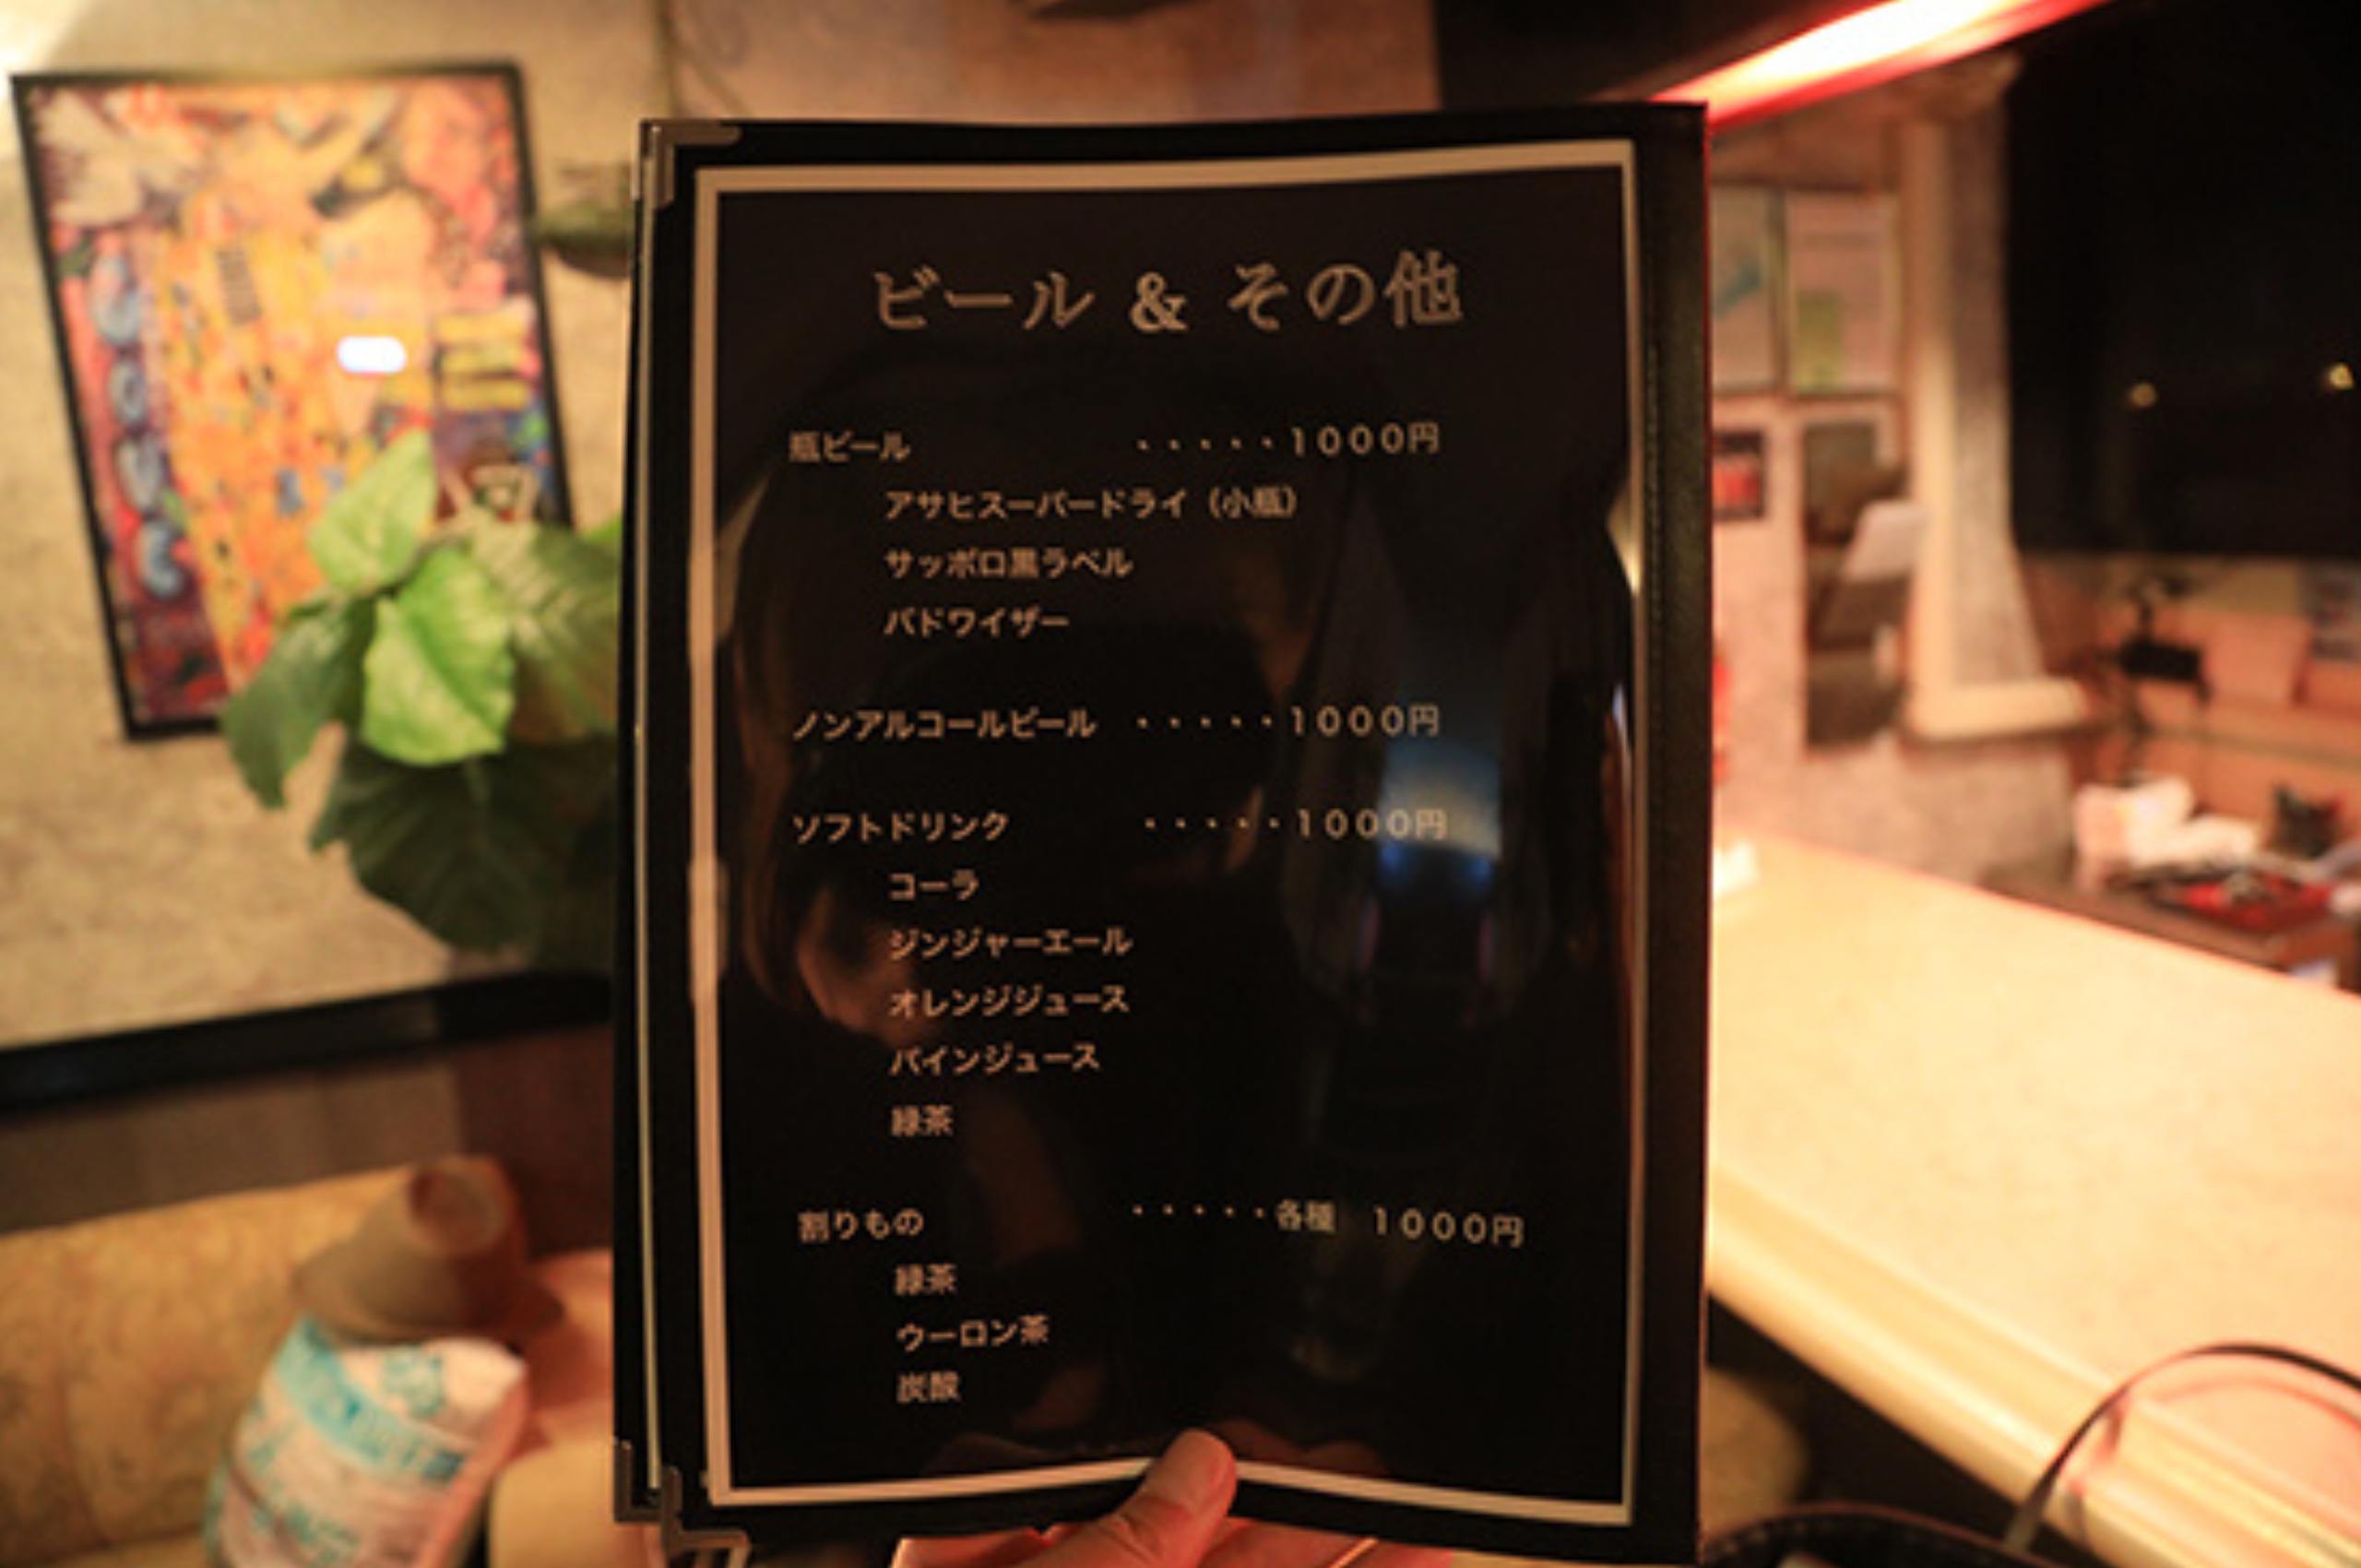 ビール & その他
瓶ビール ・・・・・1000円
アサヒスーパードライ（小瓶）
サッポロ黒ラベル
バドワイザー
ノンアルコールビール ・・・・・1000円
ソフトドリンク ・・・・・1000円
コーラ
ジンジャーエール
オレンジジュース
パインジュース
緑茶
割りもの ・・・・・各種 1000円
緑茶
ウーロン茶
炭酸